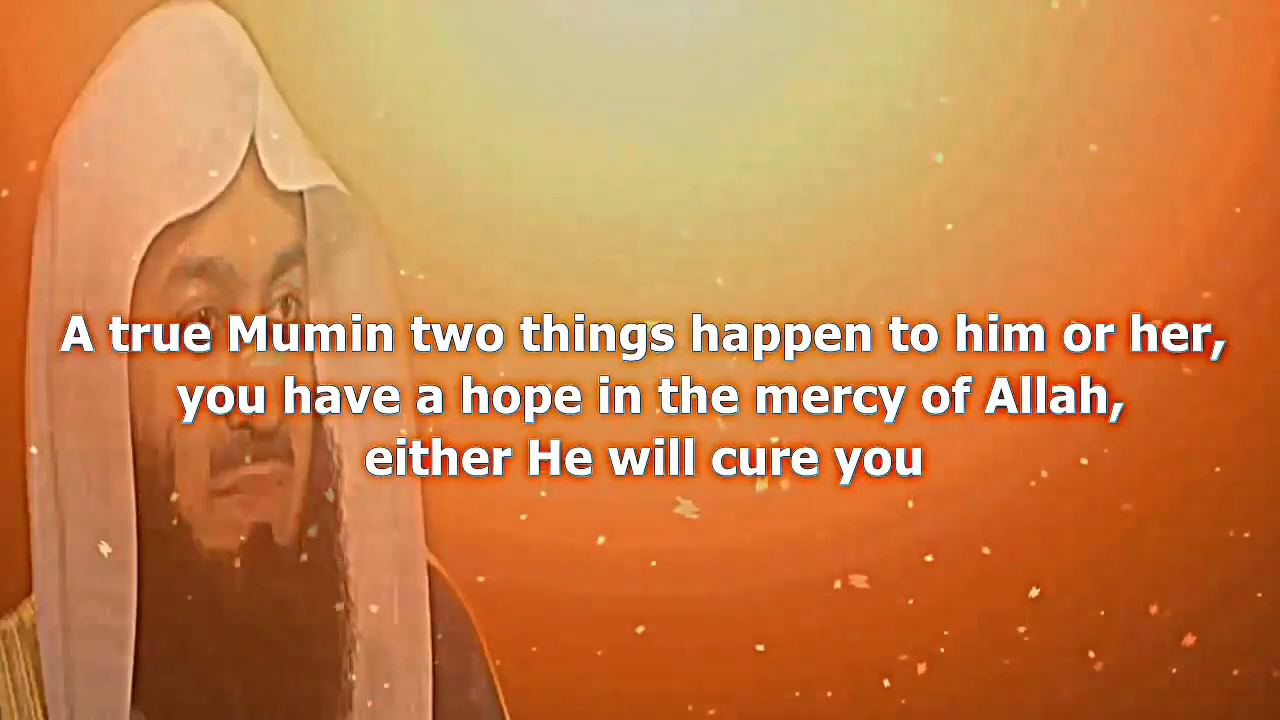 A true Mumin two things happen to him or her,
you have a hope in the mercy of Allah,
either He will cure you